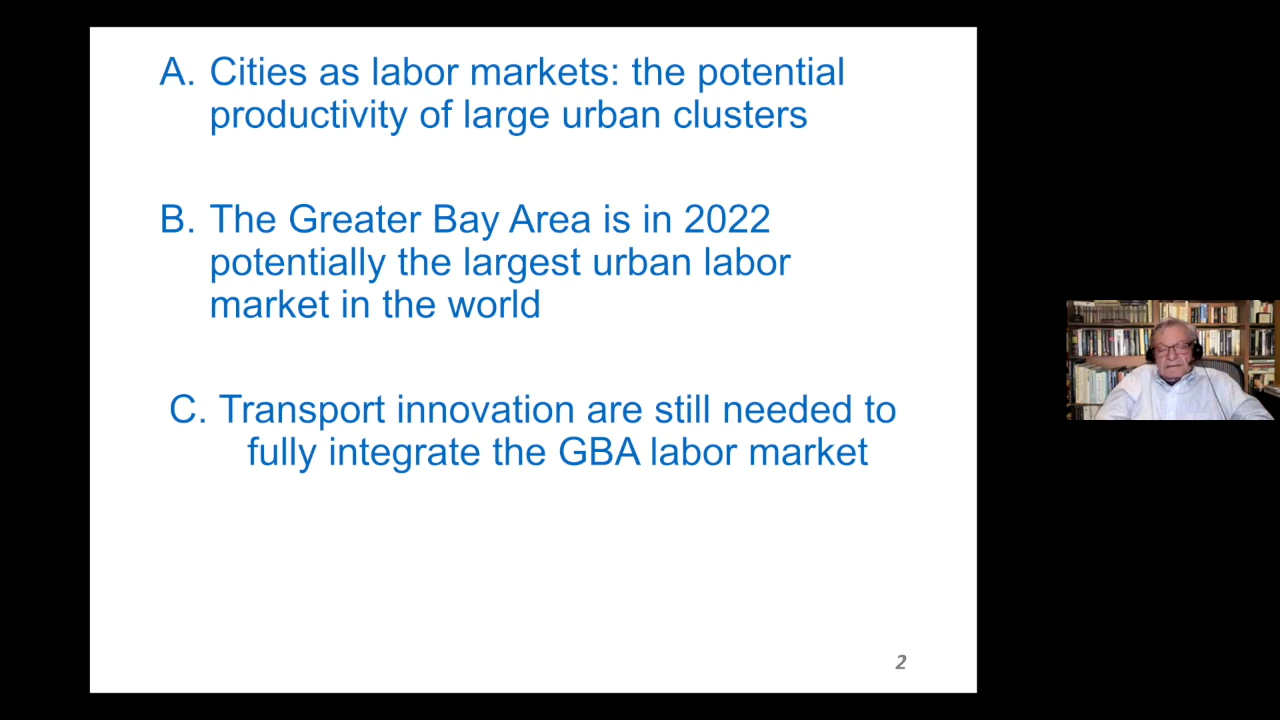 A. Cities as labor markets: the potential
productivity of large urban clusters
B. The Greater Bay Area is in 2022
potentially the largest urban labor
market in the world
C. Transport innovation are still needed to
fully integrate the GBA labor market
2